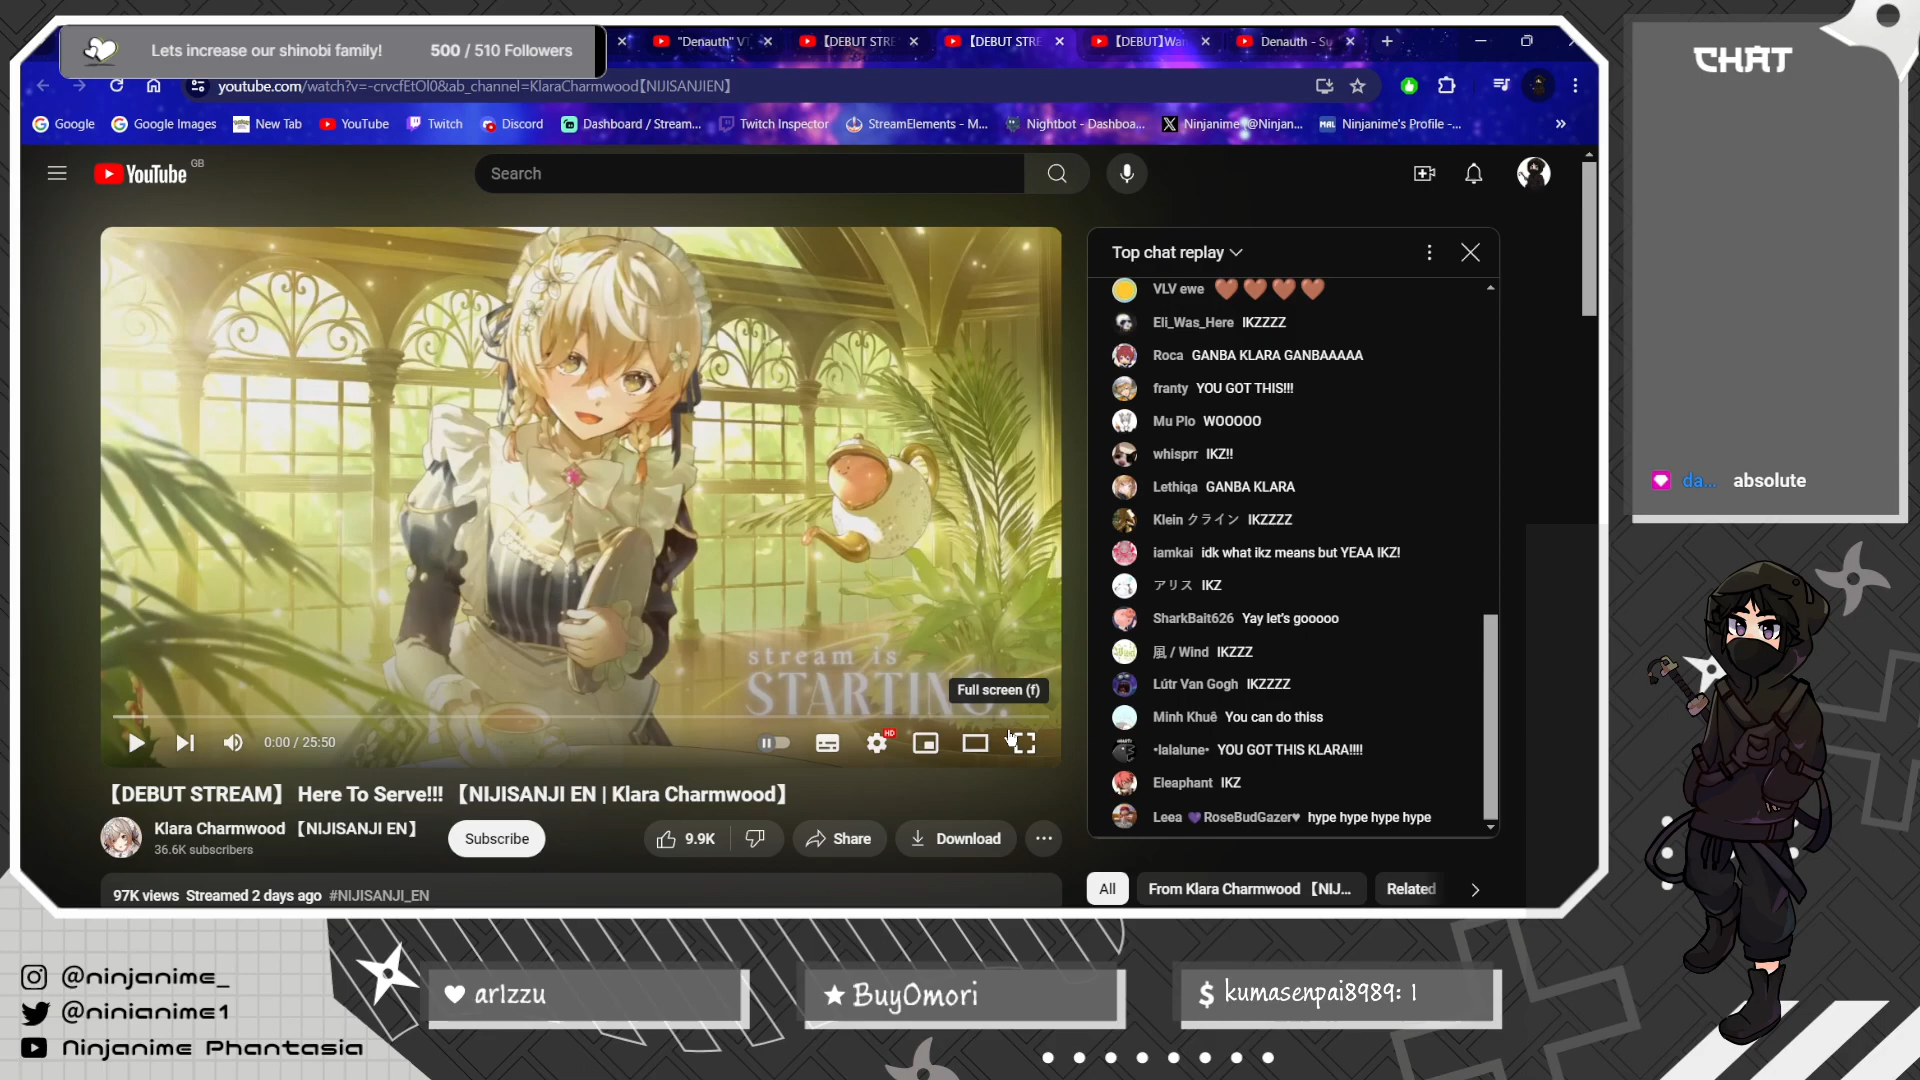 Lets increase our shinobi family! 500 / 510 Followers
"Denauth" VT
【DEBUT STRE
【DEBUT STRE
【DEBUT】Wa
Denauth - Su
youtube.com/watch?v=-crvcfEtOl0&ab_channel=KlaraCharmwood【NIJISANJIEN】
Google
Google Images
New Tab
YouTube
Twitch
Discord
Dashboard / Stream...
Twitch Inspector
StreamElements - M...
Nightbot - Dashboa...
Ninjanime (@Ninjan...
MAL
Ninjanime's Profile -...
YouTube GB
Search
stream is
STARTING.
Full screen (f)
0:00 / 25:50
HD
【DEBUT STREAM】 Here To Serve!!! 【NIJISANJI EN | Klara Charmwood】
Klara Charmwood 【NIJISANJI EN】
36.6K subscribers
Subscribe
9.9K
Share
Download
97K views Streamed 2 days ago #NIJISANJI_EN
Top chat replay
VLV ewe
Eli_Was_Here IKZZZZ
Roca GANBA KLARA GANBAAAAA
franty YOU GOT THIS!!!
Mu Plo WOOOOO
whisprr IKZ!!
Lethiqa GANBA KLARA
Klein クライン IKZZZZ
iamkai idk what ikz means but YEAA IKZ!
アリス IKZ
SharkBait626 Yay let's gooooo
風 / Wind IKZZZ
Lútr Van Gogh IKZZZZ
Minh Khuê You can do thiss
•lalalune• YOU GOT THIS KLARA!!!!
Eleaphant IKZ
Leea 💜RoseBudGazer♥ hype hype hype hype
All
From Klara Charmwood 【NIJ...
Related
CHAT
da... absolute
@ninjanime_
@ninjanime1
Ninjanime Phantasia
ar1zzu
BuyOmori
$ kumasenpai8989: 1